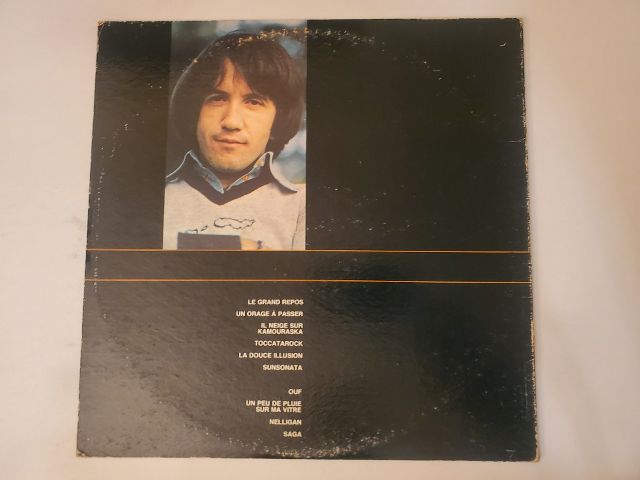 LE GRAND REPOS
UN ORAGE À PASSER
IL NEIGE SUR
KAMOURASKA
TOCCATAROCK
LA DOUCE ILLUSION
SUNSONATA
OUF
UN PEU DE PLUIE
SUR MA VITRE
NELLIGAN
SAGA